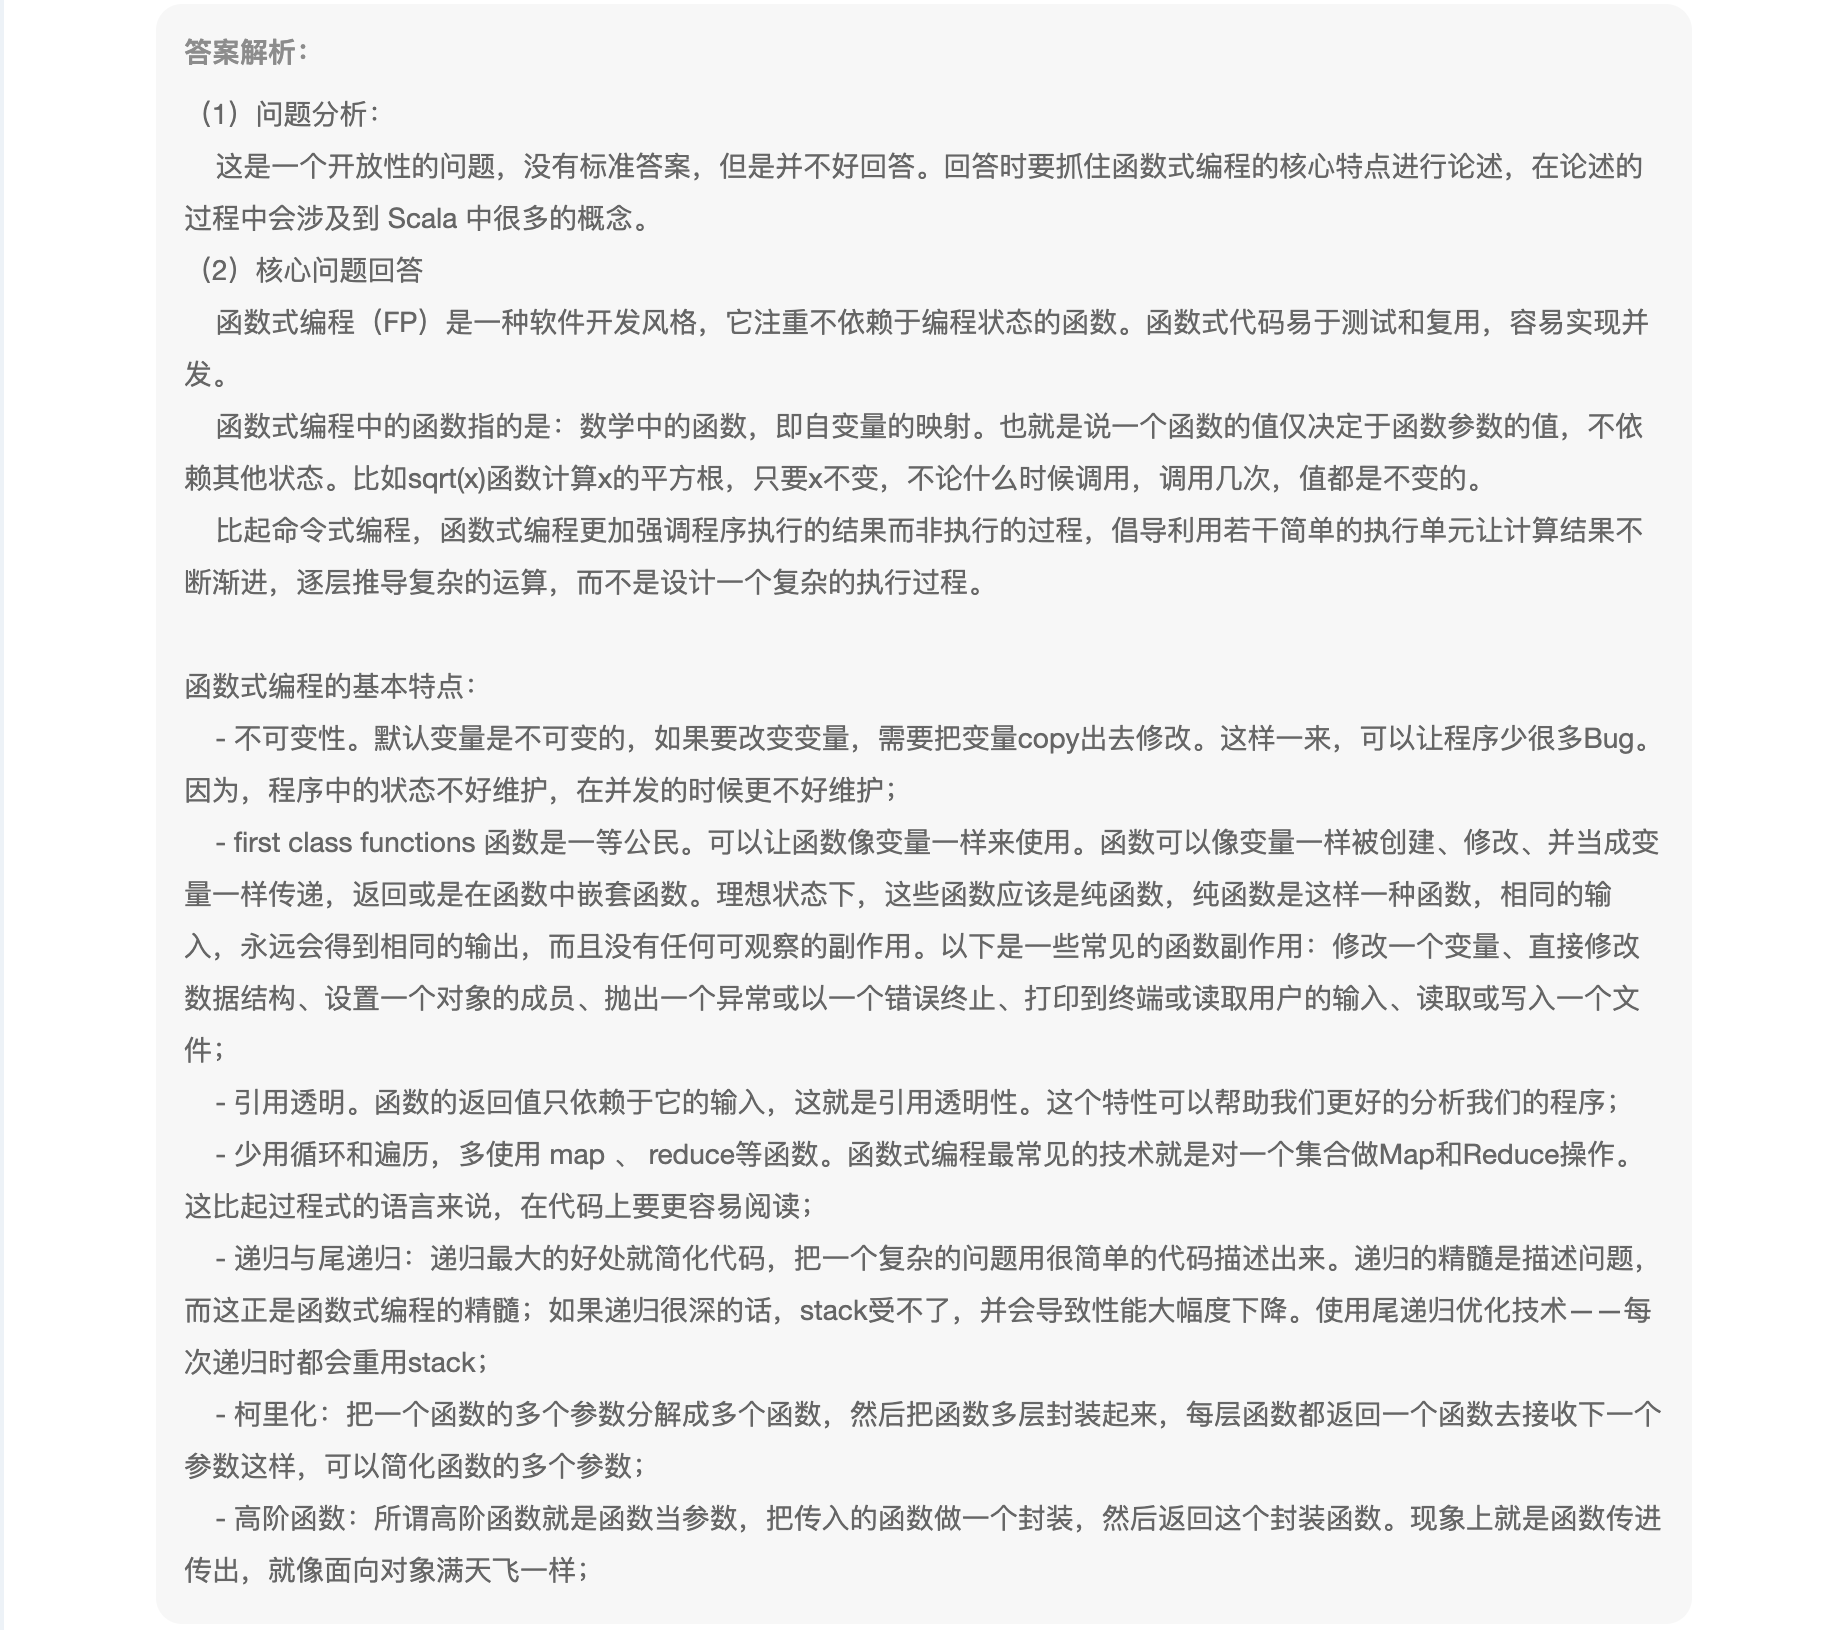 答案解析：
（1）问题分析：
这是一个开放性的问题，没有标准答案，但是并不好回答。回答时要抓住函数式编程的核心特点进行论述，在论述的
过程中会涉及到 Scala 中很多的概念。
（2）核心问题回答
函数式编程（FP）是一种软件开发风格，它注重不依赖于编程状态的函数。函数式代码易于测试和复用，容易实现并
发。
函数式编程中的函数指的是：数学中的函数，即自变量的映射。也就是说一个函数的值仅决定于函数参数的值，不依
赖其他状态。比如sqrt(x)函数计算x的平方根，只要x不变，不论什么时候调用，调用几次，值都是不变的。
比起命令式编程，函数式编程更加强调程序执行的结果而非执行的过程，倡导利用若干简单的执行单元让计算结果不
断渐进，逐层推导复杂的运算，而不是设计一个复杂的执行过程。
函数式编程的基本特点：
- 不可变性。默认变量是不可变的，如果要改变变量，需要把变量copy出去修改。这样一来，可以让程序少很多Bug。
因为，程序中的状态不好维护，在并发的时候更不好维护；
- first class functions 函数是一等公民。可以让函数像变量一样来使用。函数可以像变量一样被创建、修改、并当成变
量一样传递，返回或是在函数中嵌套函数。理想状态下，这些函数应该是纯函数，纯函数是这样一种函数，相同的输
入，永远会得到相同的输出，而且没有任何可观察的副作用。以下是一些常见的函数副作用：修改一个变量、直接修改
数据结构、设置一个对象的成员、抛出一个异常或以一个错误终止、打印到终端或读取用户的输入、读取或写入一个文
件；
- 引用透明。函数的返回值只依赖于它的输入，这就是引用透明性。这个特性可以帮助我们更好的分析我们的程序；
- 少用循环和遍历，多使用 map 、 reduce等函数。函数式编程最常见的技术就是对一个集合做Map和Reduce操作。
这比起过程式的语言来说，在代码上要更容易阅读；
- 递归与尾递归：递归最大的好处就简化代码，把一个复杂的问题用很简单的代码描述出来。递归的精髓是描述问题，
而这正是函数式编程的精髓；如果递归很深的话，stack受不了，并会导致性能大幅度下降。使用尾递归优化技术——每
次递归时都会重用stack；
- 柯里化：把一个函数的多个参数分解成多个函数，然后把函数多层封装起来，每层函数都返回一个函数去接收下一个
参数这样，可以简化函数的多个参数；
- 高阶函数：所谓高阶函数就是函数当参数，把传入的函数做一个封装，然后返回这个封装函数。现象上就是函数传进
传出，就像面向对象满天飞一样；